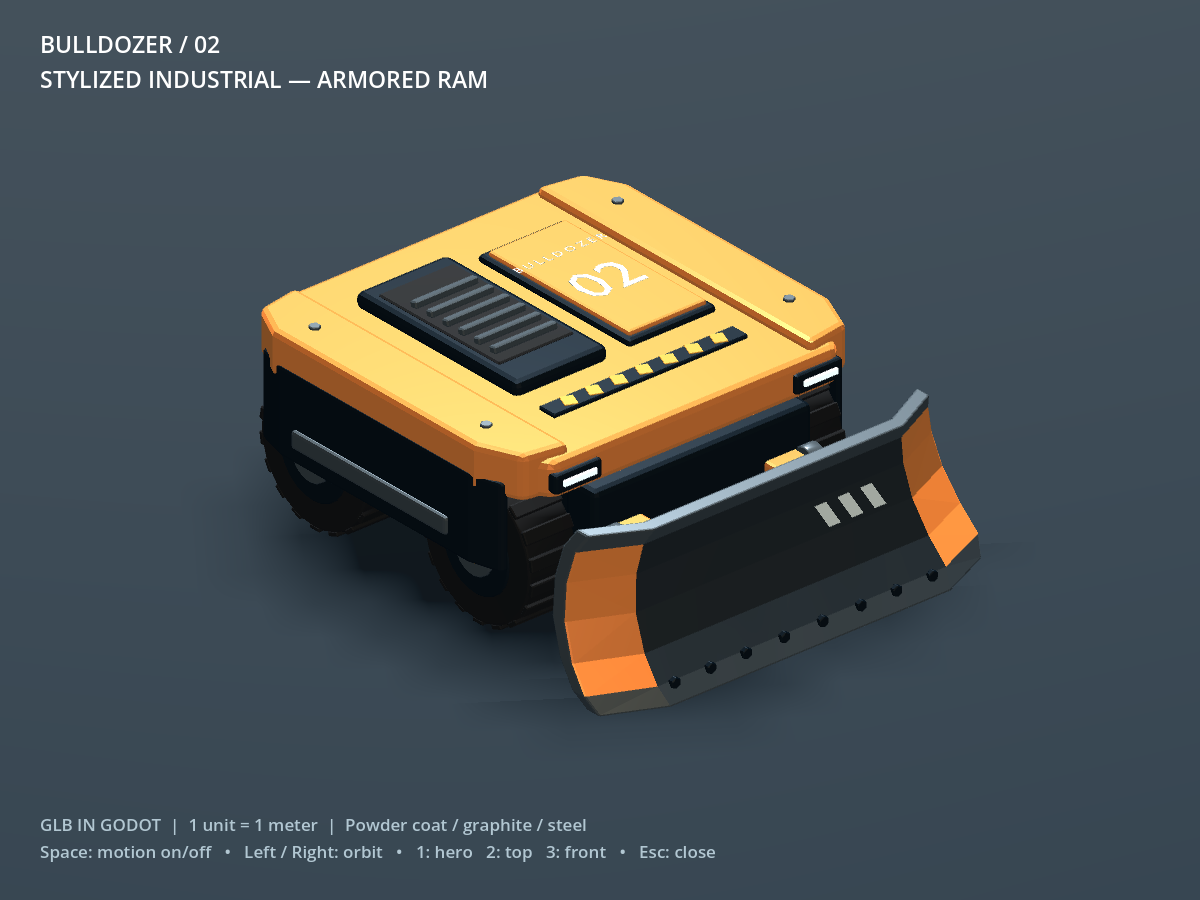 BULLDOZER / 02
STYLIZED INDUSTRIAL — ARMORED RAM
BULLDOZER
02
GLB IN GODOT | 1 unit = 1 meter | Powder coat / graphite / steel
Space: motion on/off • Left / Right: orbit • 1: hero 2: top 3: front • Esc: close